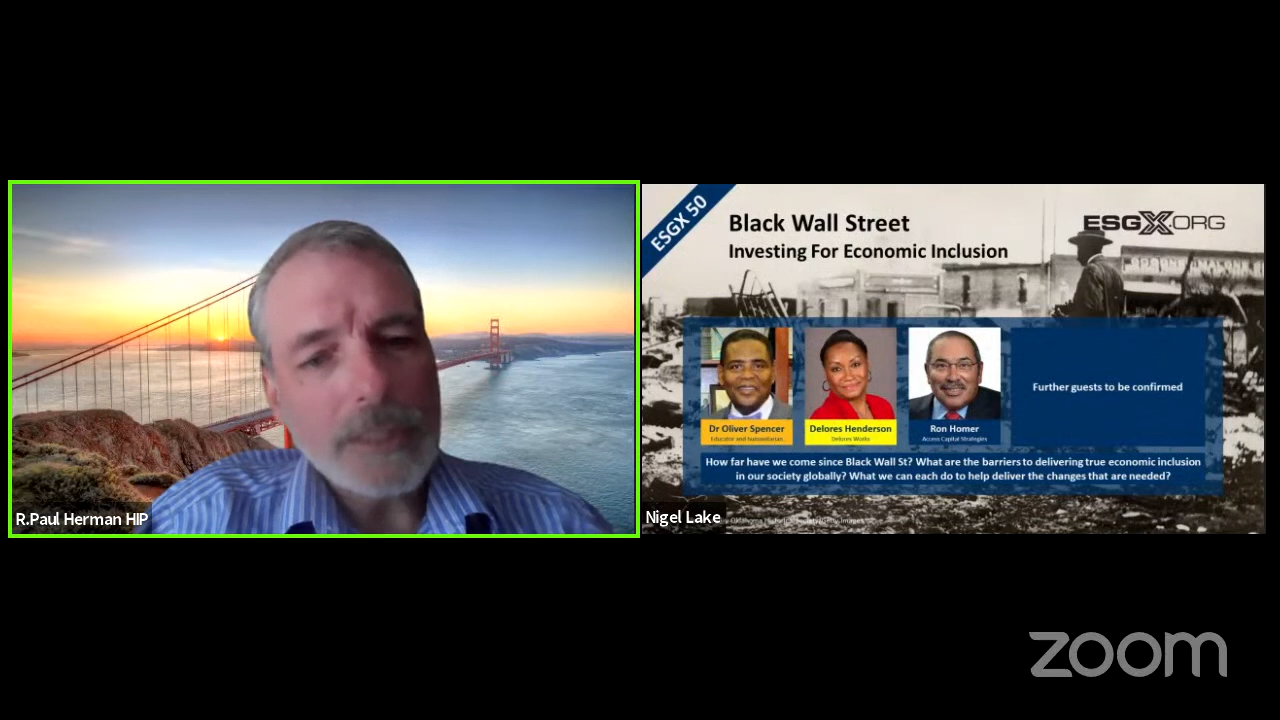 R.Paul Herman HIP
ESGX 50
Black Wall Street
Investing For Economic Inclusion
ESGX.ORG
Dr Oliver Spencer
Educator and humanitarian
Delores Henderson
Delores Works
Ron Homer
Access Capital Strategies
Further guests to be confirmed
How far have we come since Black Wall St? What are the barriers to delivering true economic inclusion
in our society globally? What we can each do to help deliver the changes that are needed?
Nigel Lake
zoom